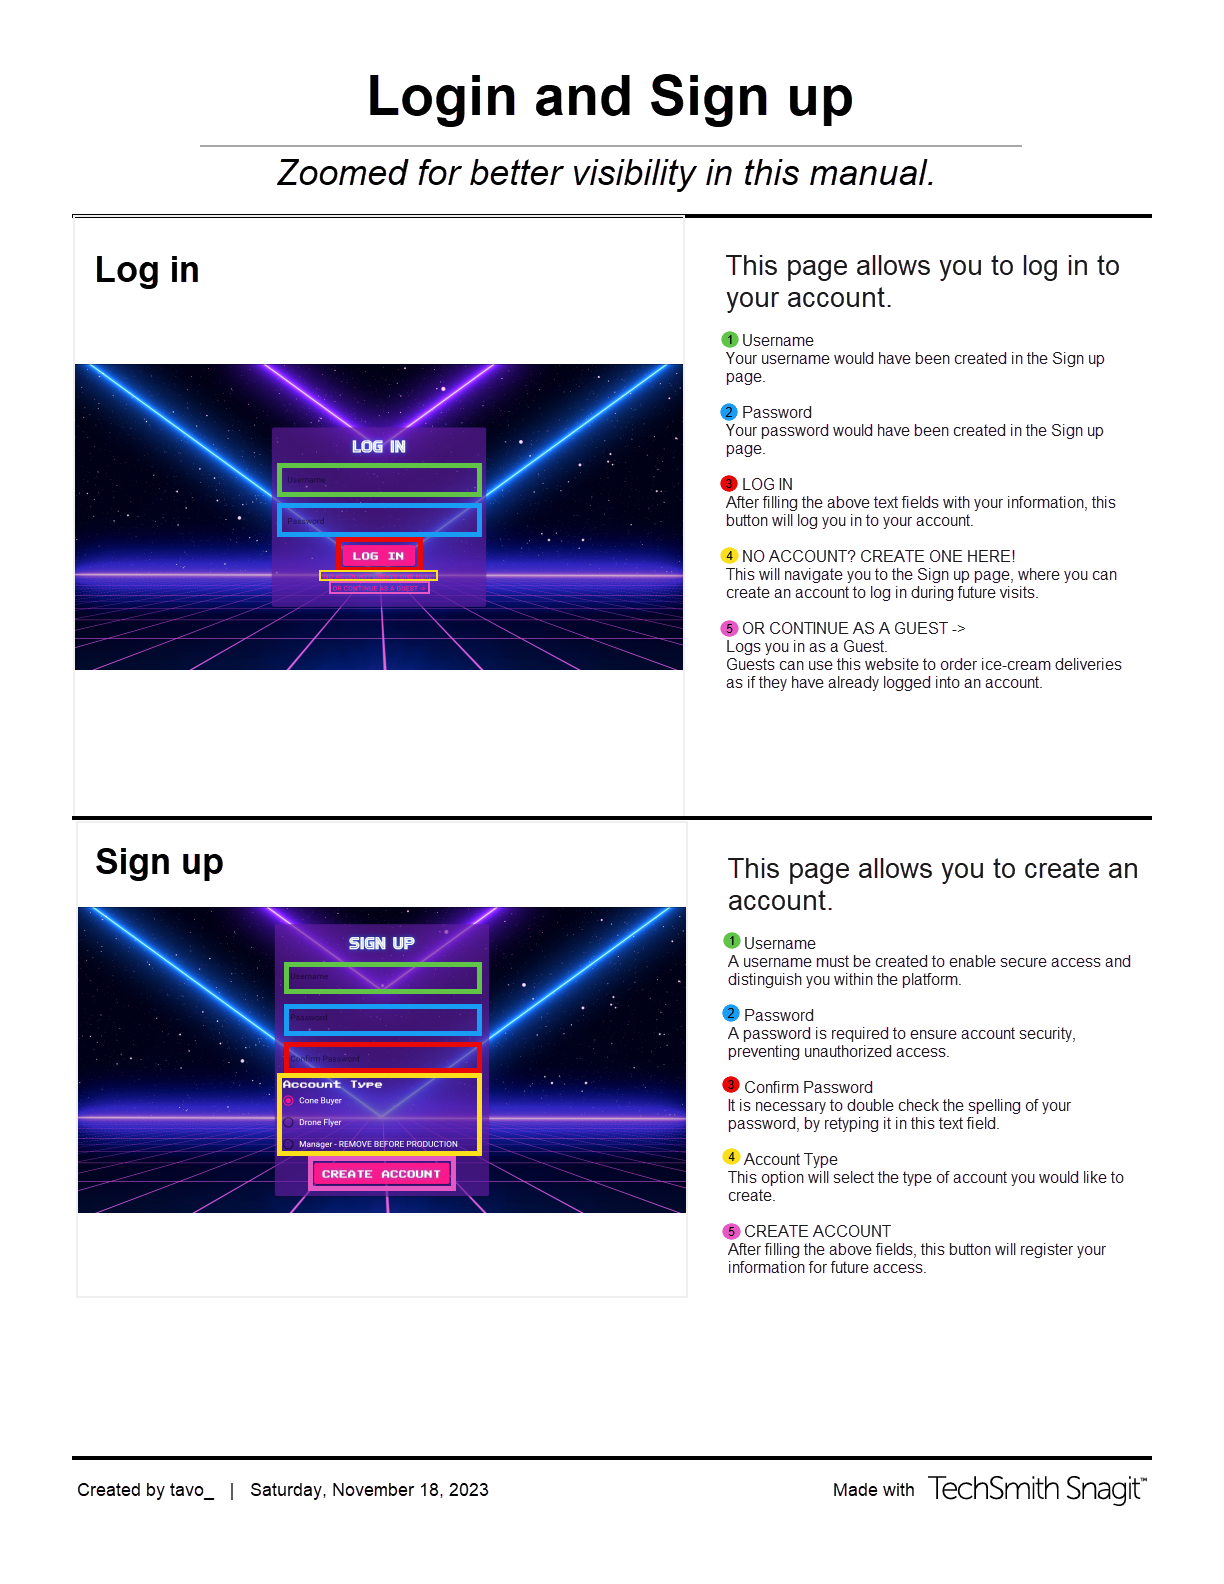 Login and Sign up
Zoomed for better visibility in this manual.
Log in
LOG IN
Username
Password
LOG IN
OR CONTINUE AS A GUEST ->
This page allows you to log in to
your account.
1 Username
Your username would have been created in the Sign up
page.
2 Password
Your password would have been created in the Sign up
page.
3 LOG IN
After filling the above text fields with your information, this
button will log you in to your account.
4 NO ACCOUNT? CREATE ONE HERE!
This will navigate you to the Sign up page, where you can
create an account to log in during future visits.
5 OR CONTINUE AS A GUEST ->
Logs you in as a Guest.
Guests can use this website to order ice-cream deliveries
as if they have already logged into an account.
Sign up
SIGN UP
Username
Password
Confirm Password
Account Type
Cone Buyer
Drone Flyer
Manager - REMOVE BEFORE PRODUCTION
CREATE ACCOUNT
This page allows you to create an
account.
1 Username
A username must be created to enable secure access and
distinguish you within the platform.
2 Password
A password is required to ensure account security,
preventing unauthorized access.
3 Confirm Password
It is necessary to double check the spelling of your
password, by retyping it in this text field.
4 Account Type
This option will select the type of account you would like to
create.
5 CREATE ACCOUNT
After filling the above fields, this button will register your
information for future access.
Created by tavo_ | Saturday, November 18, 2023
Made with TechSmith Snagit™